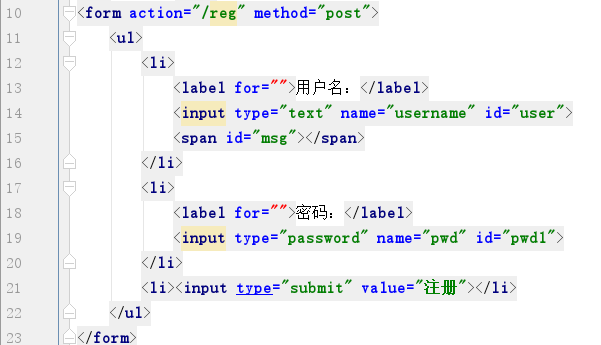 10 <form action="/reg" method="post">
11 <ul>
12 <li>
13 <label for="">用户名：</label>
14 <input type="text" name="username" id="user">
15 <span id="msg"></span>
16 </li>
17 <li>
18 <label for="">密码：</label>
19 <input type="password" name="pwd" id="pwd1">
20 </li>
21 <li><input type="submit" value="注册"></li>
22 </ul>
23 </form>